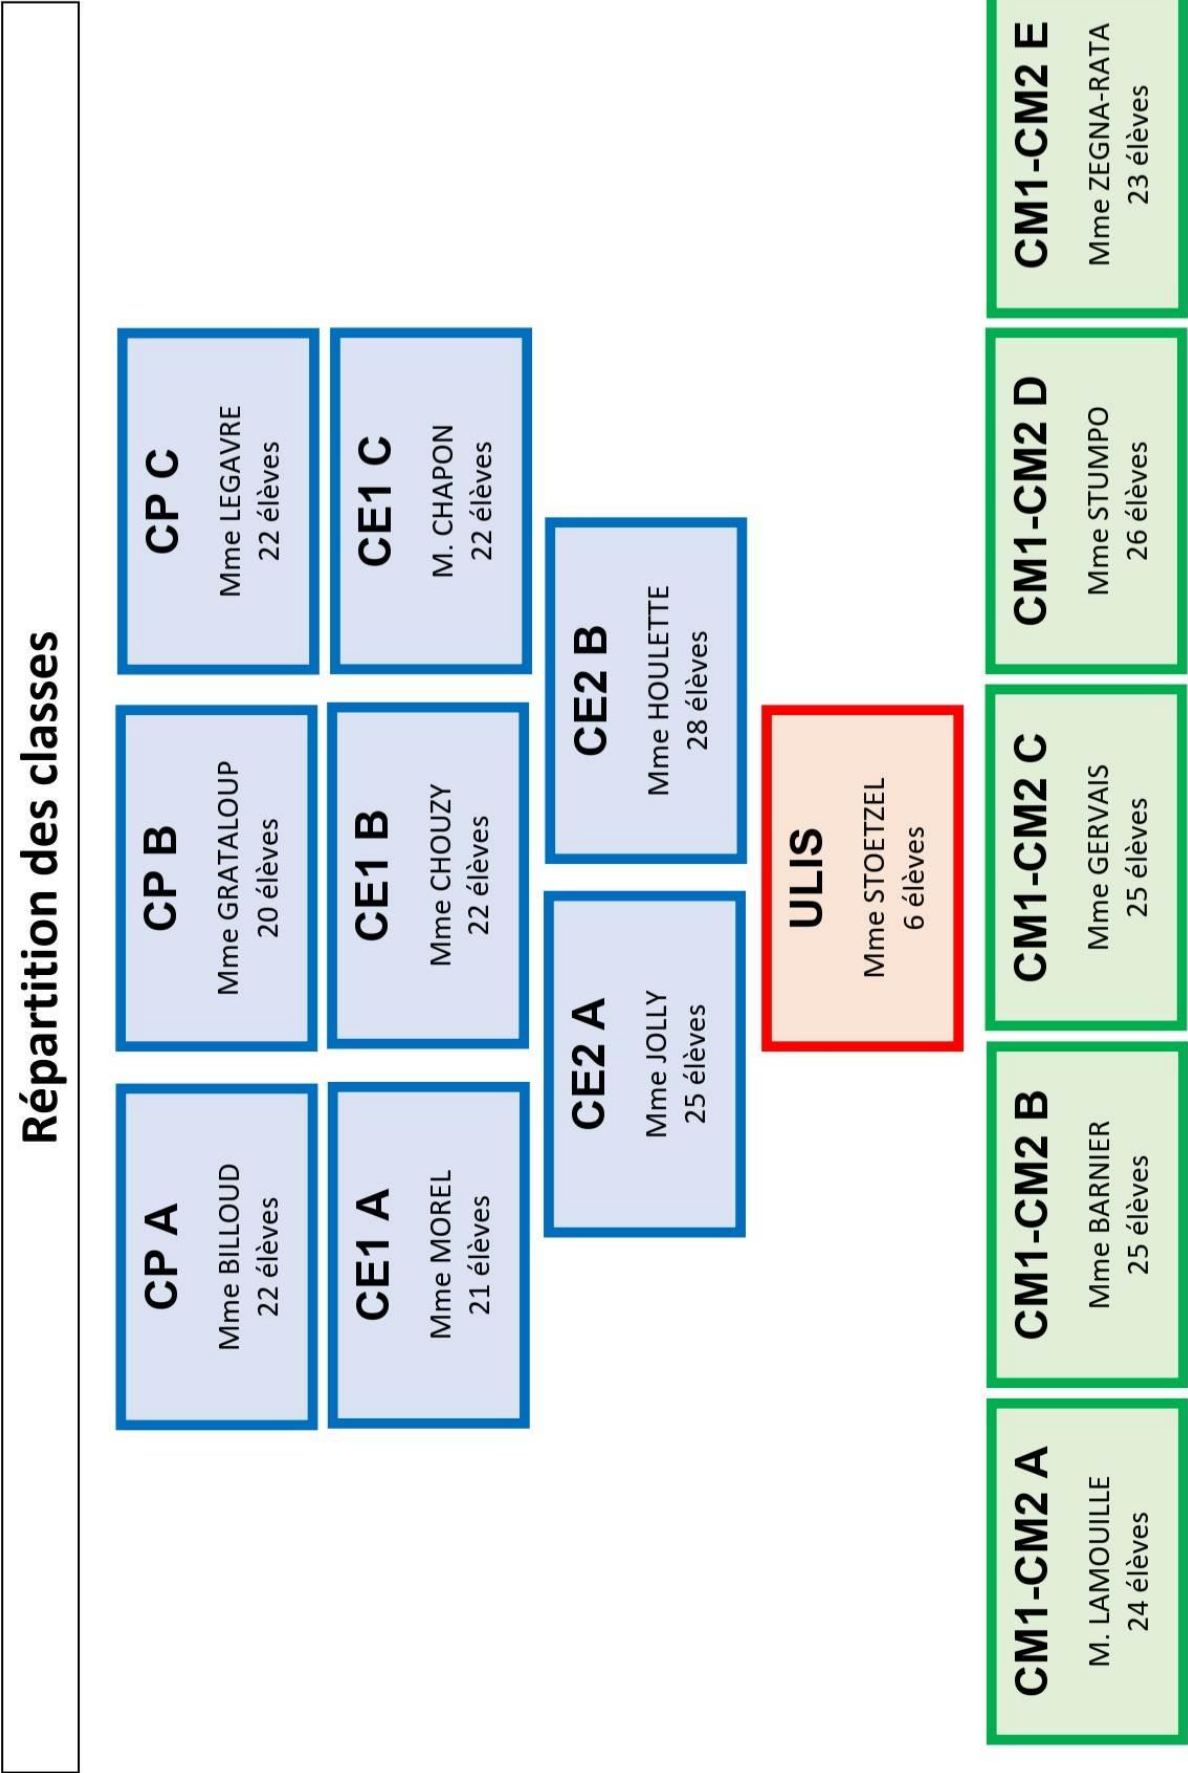 Répartition des classes
CP A
Mme BILLOUD
22 élèves
CP B
Mme GRATALOUP
20 élèves
CP C
Mme LEGAVRE
22 élèves
CE1 A
Mme MOREL
21 élèves
CE1 B
Mme CHOUZY
22 élèves
CE1 C
M. CHAPON
22 élèves
CE2 A
Mme JOLLY
25 élèves
CE2 B
Mme HOULETTE
28 élèves
ULIS
Mme STOETZEL
6 élèves
CM1-CM2 A
M. LAMOUILLE
24 élèves
CM1-CM2 B
Mme BARNIER
25 élèves
CM1-CM2 C
Mme GERVAIS
25 élèves
CM1-CM2 D
Mme STUMPO
26 élèves
CM1-CM2 E
Mme ZEGNA-RATA
23 élèves